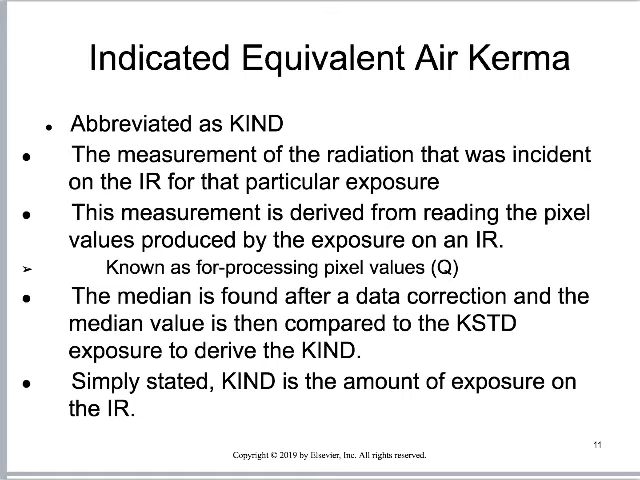 Indicated Equivalent Air Kerma
• Abbreviated as KIND
• The measurement of the radiation that was incident
on the IR for that particular exposure
• This measurement is derived from reading the pixel
values produced by the exposure on an IR.
➢ Known as for-processing pixel values (Q)
• The median is found after a data correction and the
median value is then compared to the KSTD
exposure to derive the KIND.
• Simply stated, KIND is the amount of exposure on
the IR.
11
Copyright © 2019 by Elsevier, Inc. All rights reserved.